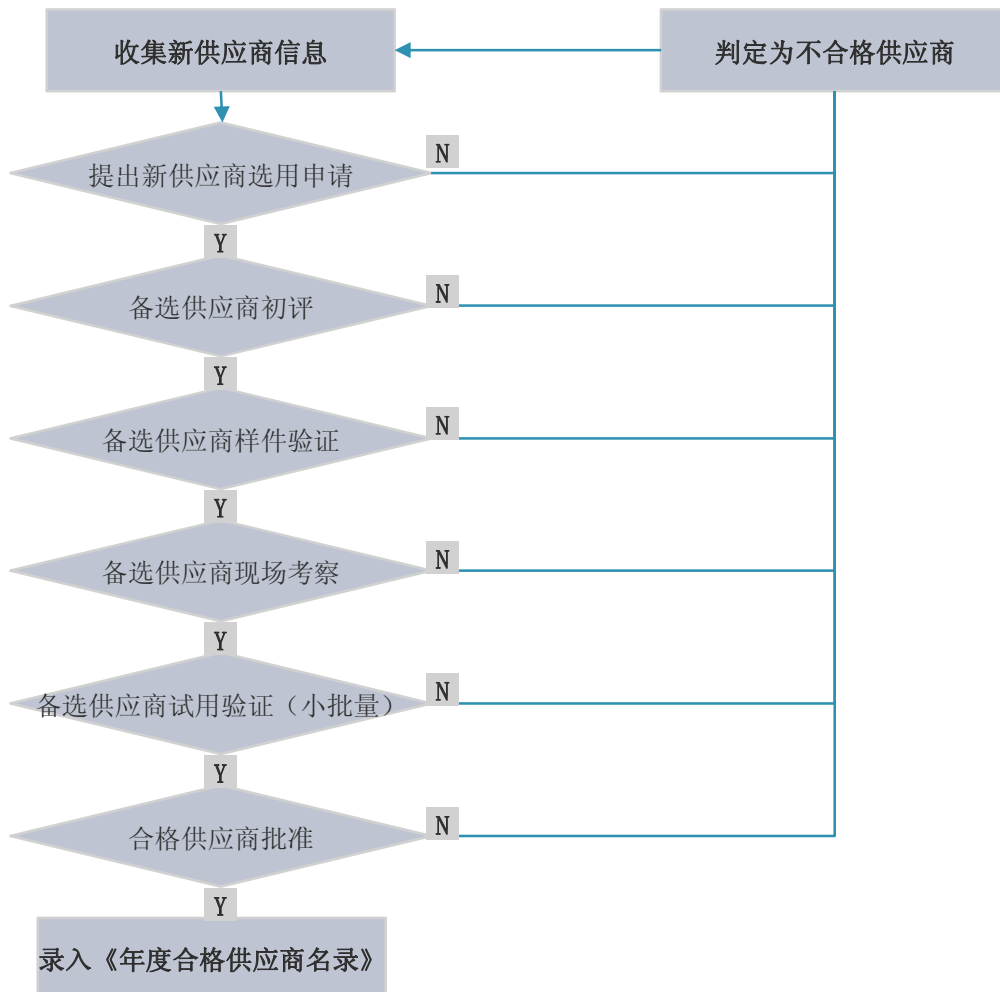 收集新供应商信息
判定为不合格供应商
提出新供应商选用申请
N
Y
备选供应商初评
N
Y
备选供应商样件验证
N
Y
备选供应商现场考察
N
Y
备选供应商试用验证（小批量）
N
Y
合格供应商批准
N
Y
录入《年度合格供应商名录》